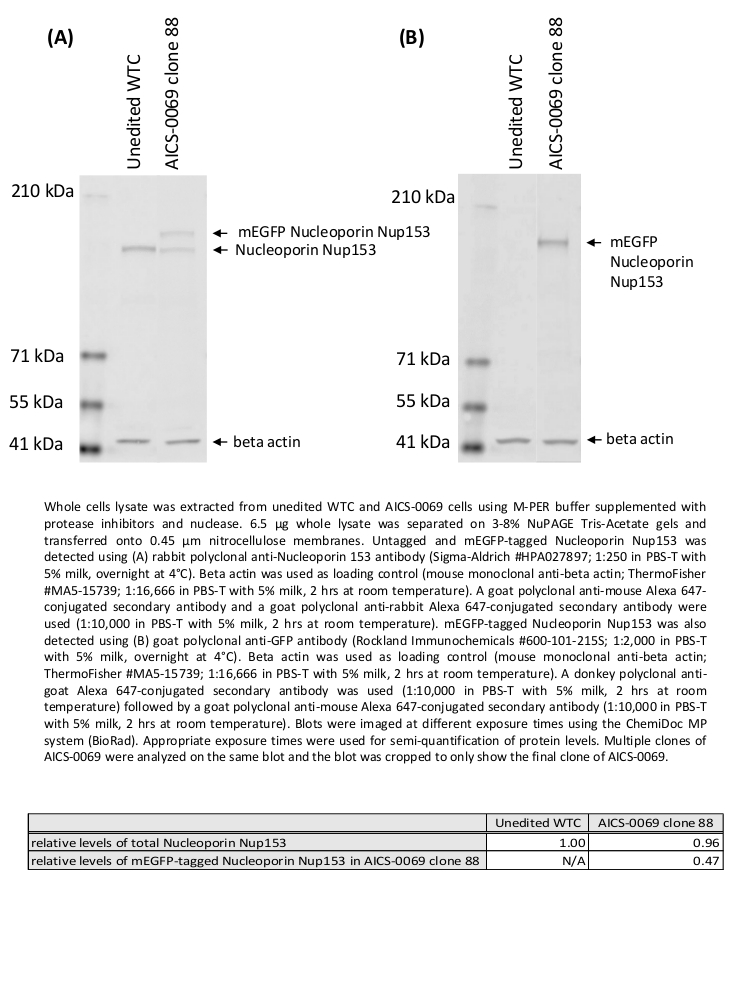 (A)
Unedited WTC
AICS-0069 clone 88
210 kDa
mEGFP Nucleoporin Nup153
Nucleoporin Nup153
71 kDa
55 kDa
41 kDa
beta actin
(B)
Unedited WTC
AICS-0069 clone 88
210 kDa
mEGFP
Nucleoporin
Nup153
71 kDa
55 kDa
41 kDa
beta actin
Whole cells lysate was extracted from unedited WTC and AICS-0069 cells using M-PER buffer supplemented with
protease inhibitors and nuclease. 6.5 µg whole lysate was separated on 3-8% NuPAGE Tris-Acetate gels and
transferred onto 0.45 µm nitrocellulose membranes. Untagged and mEGFP-tagged Nucleoporin Nup153 was
detected using (A) rabbit polyclonal anti-Nucleoporin 153 antibody (Sigma-Aldrich #HPA027897; 1:250 in PBS-T with
5% milk, overnight at 4°C). Beta actin was used as loading control (mouse monoclonal anti-beta actin; ThermoFisher
#MA5-15739; 1:16,666 in PBS-T with 5% milk, 2 hrs at room temperature). A goat polyclonal anti-mouse Alexa 647-
conjugated secondary antibody and a goat polyclonal anti-rabbit Alexa 647-conjugated secondary antibody were
used (1:10,000 in PBS-T with 5% milk, 2 hrs at room temperature). mEGFP-tagged Nucleoporin Nup153 was also
detected using (B) goat polyclonal anti-GFP antibody (Rockland Immunochemicals #600-101-215S; 1:2,000 in PBS-T
with 5% milk, overnight at 4°C). Beta actin was used as loading control (mouse monoclonal anti-beta actin;
ThermoFisher #MA5-15739; 1:16,666 in PBS-T with 5% milk, 2 hrs at room temperature). A donkey polyclonal anti-
goat Alexa 647-conjugated secondary antibody was used (1:10,000 in PBS-T with 5% milk, 2 hrs at room
temperature) followed by a goat polyclonal anti-mouse Alexa 647-conjugated secondary antibody (1:10,000 in PBS-T
with 5% milk, 2 hrs at room temperature). Blots were imaged at different exposure times using the ChemiDoc MP
system (BioRad). Appropriate exposure times were used for semi-quantification of protein levels. Multiple clones of
AICS-0069 were analyzed on the same blot and the blot was cropped to only show the final clone of AICS-0069.
Unedited WTC AICS-0069 clone 88
relative levels of total Nucleoporin Nup153 1.00 0.96
relative levels of mEGFP-tagged Nucleoporin Nup153 in AICS-0069 clone 88 N/A 0.47